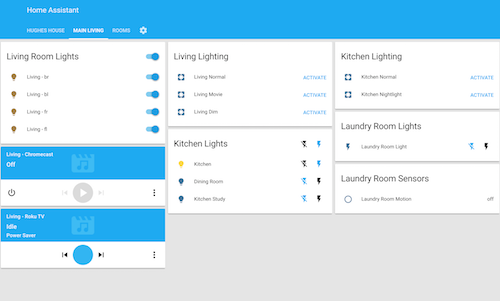 Home Assistant
HUGHES HOUSE
MAIN LIVING
ROOMS
Living Room Lights
Living - br
Living - bl
Living - fr
Living - fl
Living - Chromecast
Off
Living - Roku TV
Idle
Power Saver
Living Lighting
Living Normal ACTIVATE
Living Movie ACTIVATE
Living Dim ACTIVATE
Kitchen Lights
Kitchen
Dining Room
Kitchen Study
Kitchen Lighting
Kitchen Normal ACTIVATE
Kitchen Nightlight ACTIVATE
Laundry Room Lights
Laundry Room Light
Laundry Room Sensors
Laundry Room Motion off